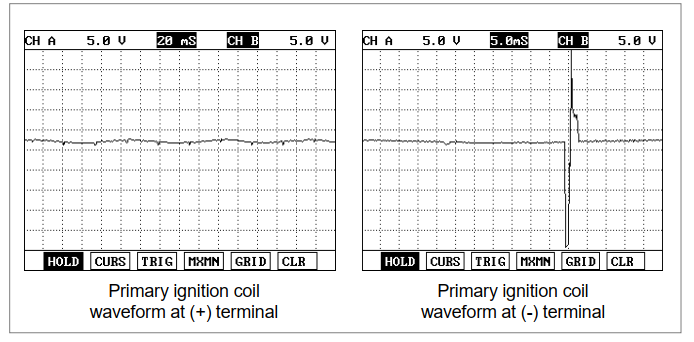 CH A 5.0 V 20 mS CH B 5.0 V
HOLD CURS TRIG MXMN GRID CLR
Primary ignition coil
waveform at (+) terminal
CH A 5.0 V 5.0mS CH B 5.0 V
HOLD CURS TRIG MXMN GRID CLR
Primary ignition coil
waveform at (-) terminal